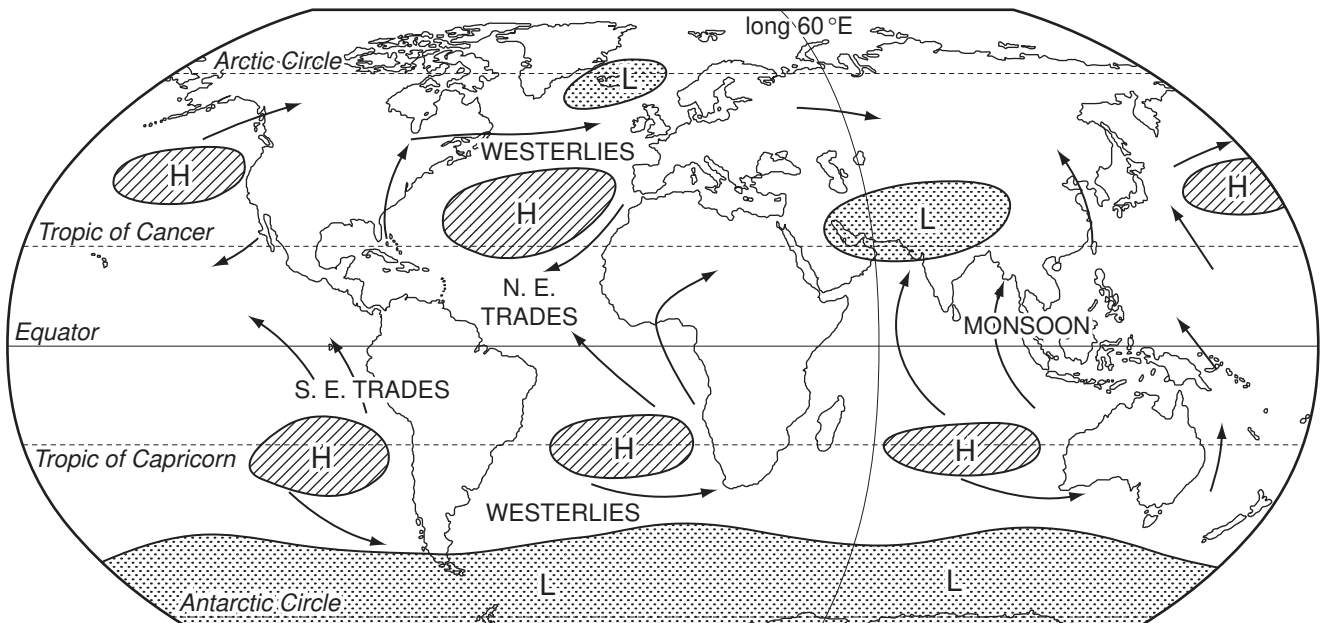 long 60 °E
Arctic Circle
L
WESTERLIES
H
H
H
H
Tropic of Cancer
L
N. E.
TRADES
MONSOON
Equator
S. E. TRADES
Tropic of Capricorn
H
H
H
WESTERLIES
L
L
Antarctic Circle